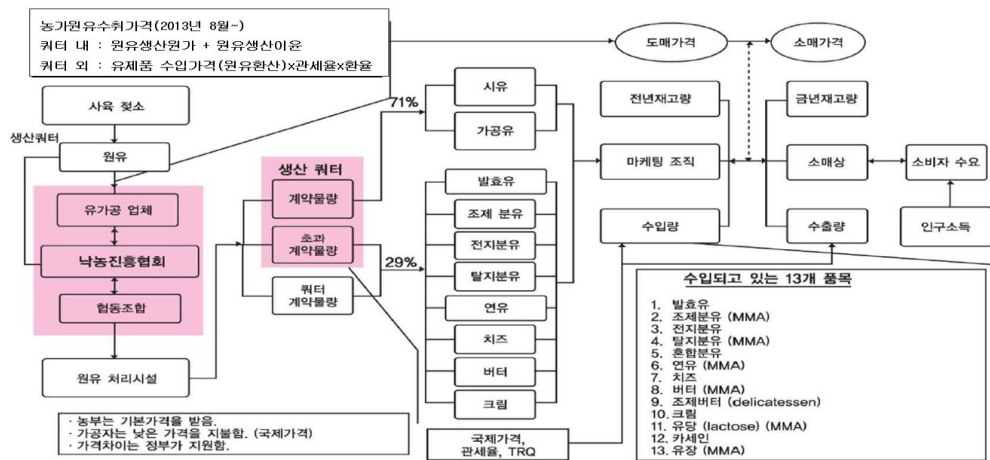 농가원유수취가격(2013년 8월~)
쿼터 내 : 원유생산원가 + 원유생산이윤
쿼터 외 : 유제품 수입가격(원유환산)x관세율x환율
도매가격
소매가격
사육 젖소
생산쿼터
원유
유가공 업체
낙농진흥협회
협동조합
원유 처리시설
생산 쿼터
계약물량
초과
계약물량
쿼터
계약물량
71%
29%
시유
가공유
발효유
조제 분유
전지분유
탈지분유
연유
치즈
버터
크림
전년재고량
마케팅 조직
수입량
금년재고량
소매상
수출량
소비자 수요
인구소득
· 농부는 기본가격을 받음.
· 가공자는 낮은 가격을 지불함. (국제가격)
· 가격차이는 정부가 지원함.
국제가격,
관세율, TRQ
수입되고 있는 13개 품목
1. 발효유
2. 조제분유 (MMA)
3. 전지분유
4. 탈지분유 (MMA)
5. 혼합분유
6. 연유 (MMA)
7. 치즈
8. 버터 (MMA)
9. 조제버터 (delicatessen)
10. 크림
11. 유당 (lactose) (MMA)
12. 카세인
13. 유장 (MMA)